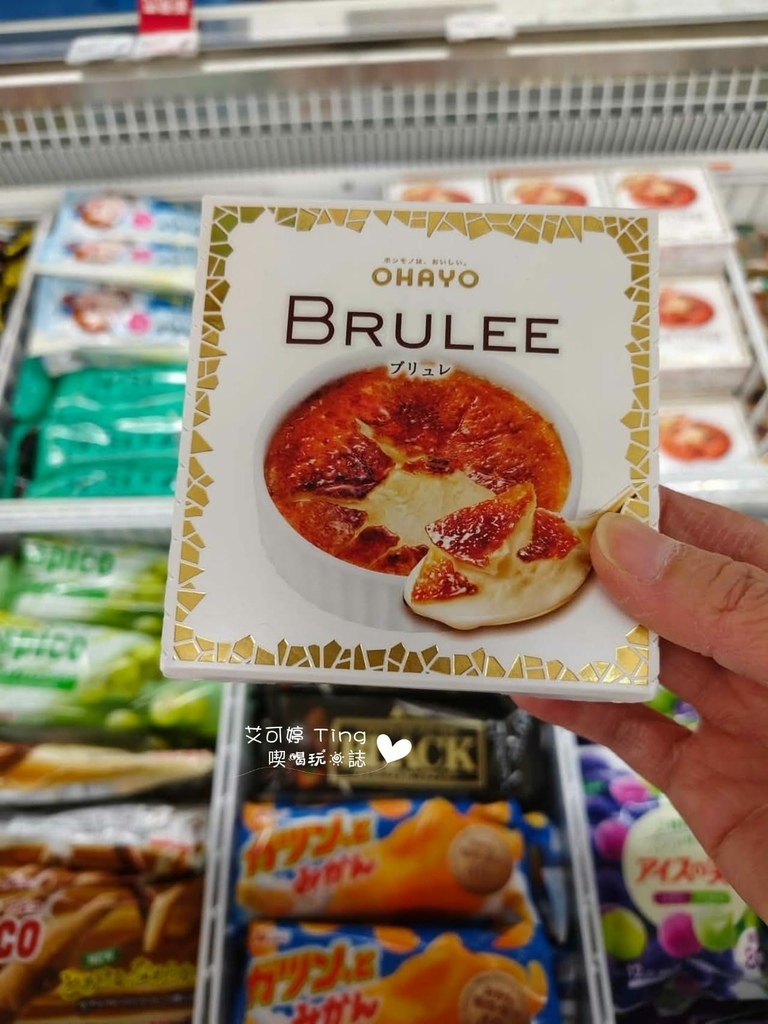 ホンモノは、おいしい。
OHAYO
BRULEE
ブリュレ
艾可婷 Ting
喫喝玩誌
BLACK
ガツン、と
みかん
ガツン、と
みかん
アイスの実